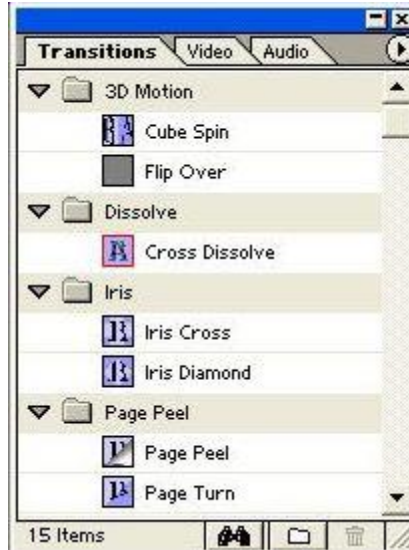 Transitions Video Audio
3D Motion
Cube Spin
Flip Over
Dissolve
Cross Dissolve
Iris
Iris Cross
Iris Diamond
Page Peel
Page Peel
Page Turn
15 Items